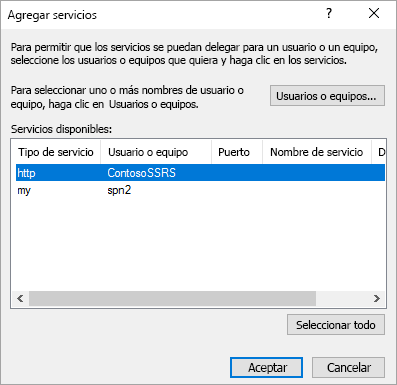 Agregar servicios
Para permitir que los servicios se puedan delegar para un usuario o un equipo,
seleccione los usuarios o equipos que quiera y haga clic en los servicios.
Para seleccionar uno o más nombres de usuario o
equipo, haga clic en Usuarios o equipos.
Usuarios o equipos...
Servicios disponibles:
Tipo de servicio Usuario o equipo Puerto Nombre de servicio D
http ContosoSSRS
my spn2
Seleccionar todo
Aceptar Cancelar